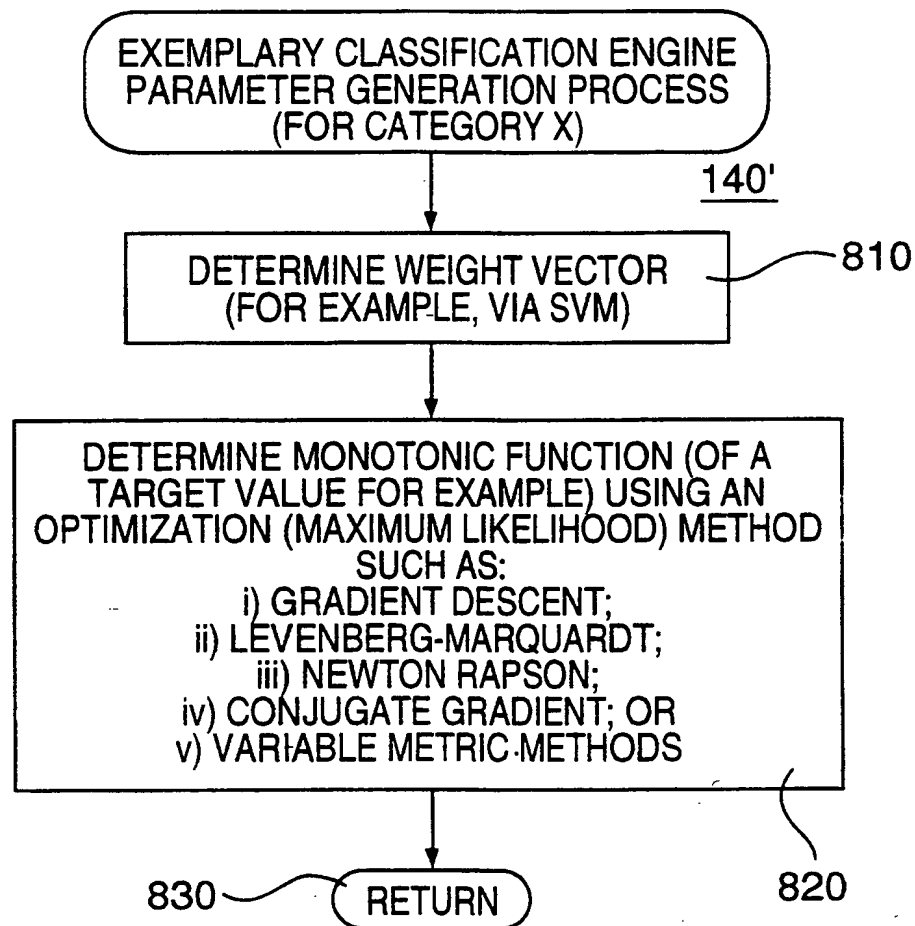 EXEMPLARY CLASSIFICATION ENGINE
PARAMETER GENERATION PROCESS
(FOR CATEGORY X)
140'
DETERMINE WEIGHT VECTOR
(FOR EXAMPLE, VIA SVM)
810
DETERMINE MONOTONIC FUNCTION (OF A
TARGET VALUE FOR EXAMPLE) USING AN
OPTIMIZATION (MAXIMUM LIKELIHOOD) METHOD
SUCH AS:
i) GRADIENT DESCENT;
ii) LEVENBERG-MARQUARDT;
iii) NEWTON RAPSON;
iv) CONJUGATE GRADIENT; OR
v) VARIABLE METRIC METHODS
820
830
RETURN